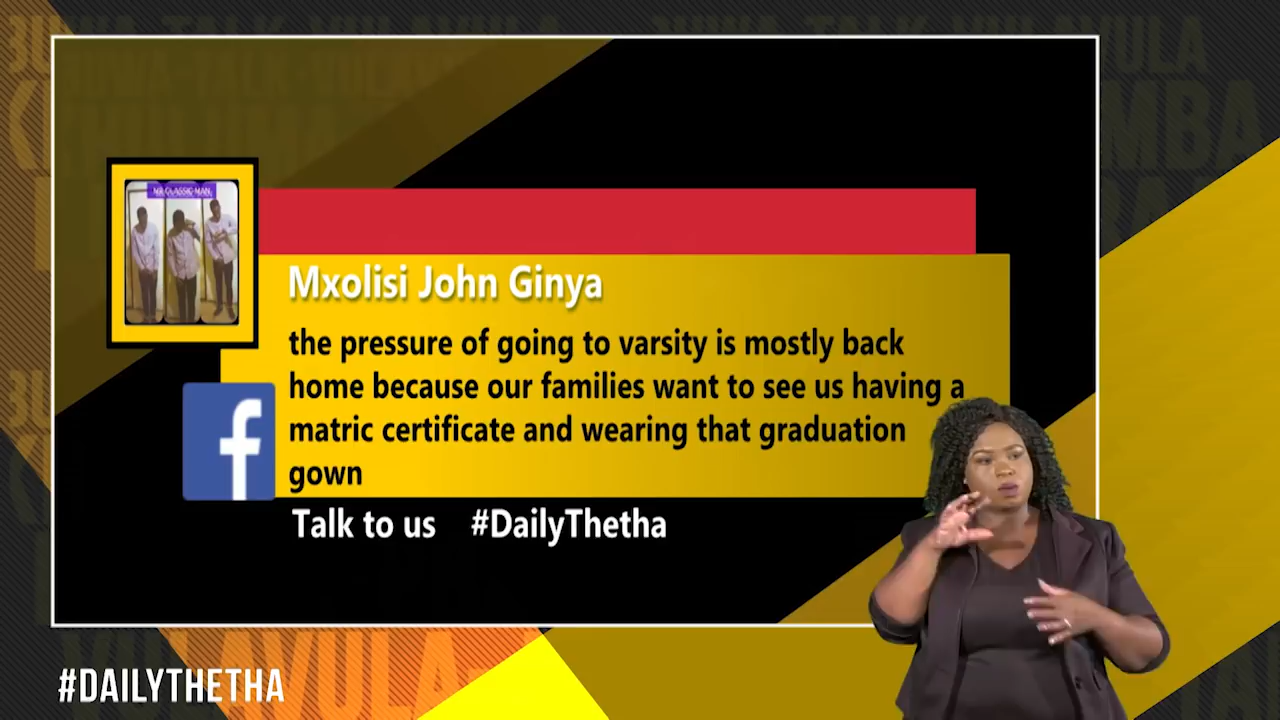 MR CLASSIC MAN
Mxolisi John Ginya
the pressure of going to varsity is mostly back
home because our families want to see us having a
matric certificate and wearing that graduation
gown
Talk to us #DailyThetha
#DAILYTHETHA